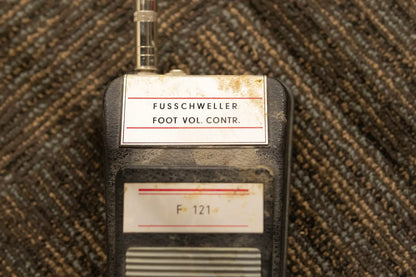 FUSSCHWELLER
FOOT VOL. CONTR.
F 121